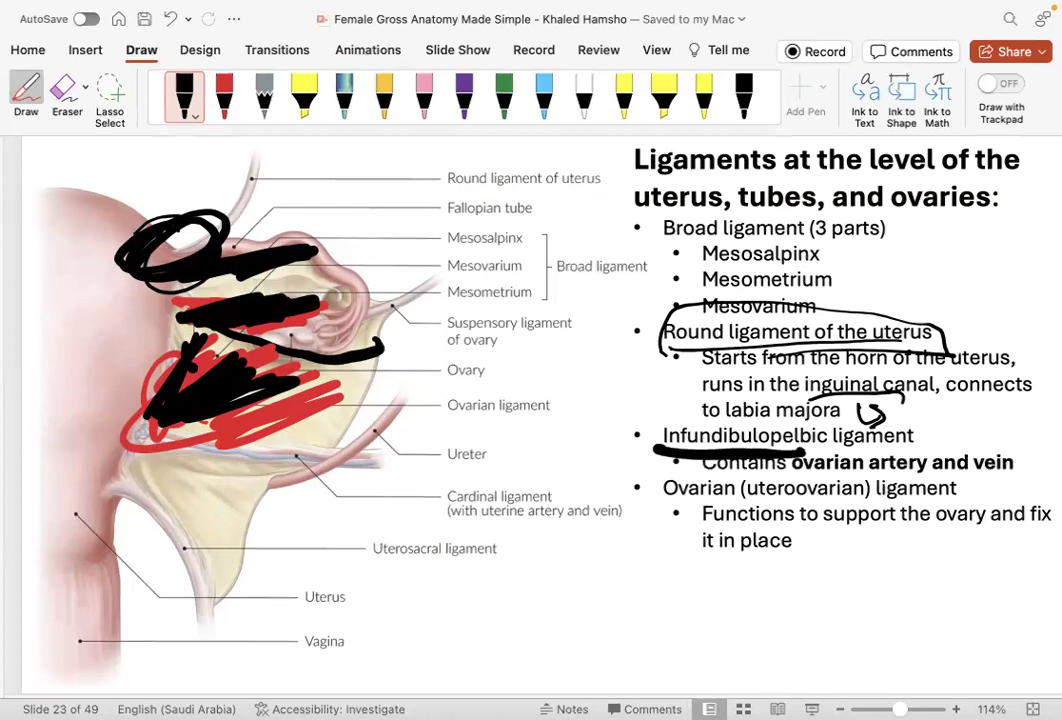 AutoSave OFF
Female Gross Anatomy Made Simple - Khaled Hamsho — Saved to my Mac
Home Insert Draw Design Transitions Animations Slide Show Record Review View Tell me Record Comments Share
Draw Eraser Lasso Select Add Pen Ink to Text Ink to Shape Ink to Math OFF Draw with Trackpad
Round ligament of uterus
Fallopian tube
Mesosalpinx
Mesovarium
Broad ligament
Mesometrium
Suspensory ligament
of ovary
Ovary
Ovarian ligament
Ureter
Cardinal ligament
(with uterine artery and vein)
Uterosacral ligament
Uterus
Vagina
Ligaments at the level of the
uterus, tubes, and ovaries:
• Broad ligament (3 parts)
• Mesosalpinx
• Mesometrium
• Mesovarium
• Round ligament of the uterus
• Starts from the horn of the uterus,
runs in the inguinal canal, connects
to labia majora
• Infundibulopelbic ligament
• Contains ovarian artery and vein
• Ovarian (uteroovarian) ligament
• Functions to support the ovary and fix
it in place
Slide 23 of 49 English (Saudi Arabia) Accessibility: Investigate Notes Comments 114%